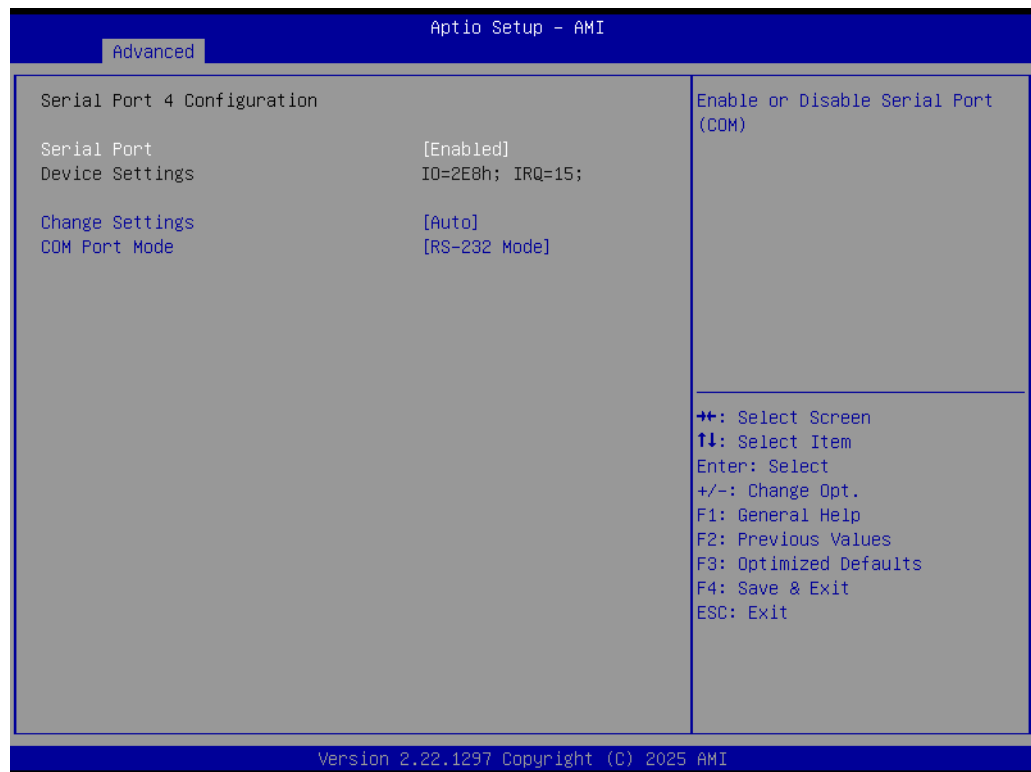 Aptio Setup – AMI
Advanced
Serial Port 4 Configuration
Serial Port [Enabled]
Device Settings IO=2E8h; IRQ=15;
Change Settings [Auto]
COM Port Mode [RS-232 Mode]
Enable or Disable Serial Port
(COM)
→←: Select Screen
↑↓: Select Item
Enter: Select
+/-: Change Opt.
F1: General Help
F2: Previous Values
F3: Optimized Defaults
F4: Save & Exit
ESC: Exit
Version 2.22.1297 Copyright (C) 2025 AMI